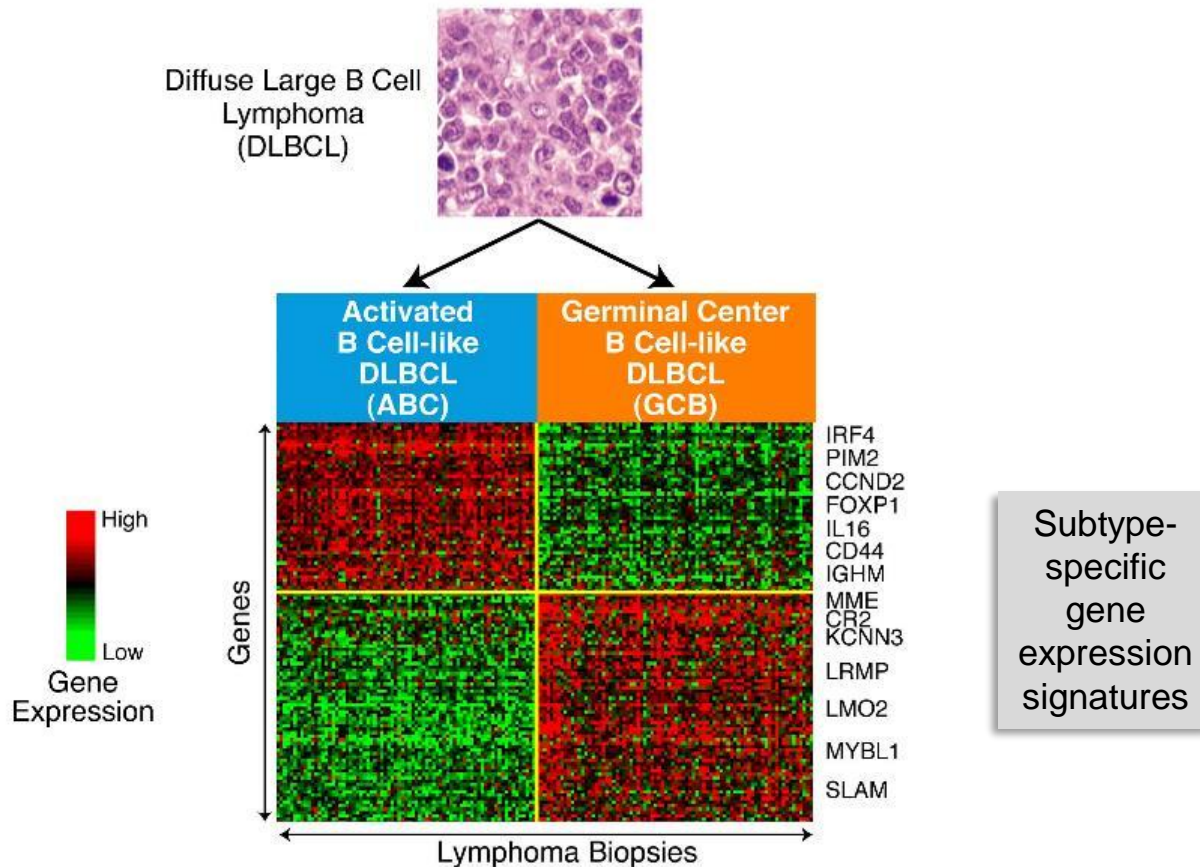 Diffuse Large B Cell
Lymphoma
(DLBCL)
Activated
B Cell-like
DLBCL
(ABC)
Germinal Center
B Cell-like
DLBCL
(GCB)
High
Low
Gene
Expression
Genes
IRF4
PIM2
CCND2
FOXP1
IL16
CD44
IGHM
MME
CR2
KCNN3
LRMP
LMO2
MYBL1
SLAM
Lymphoma Biopsies
Subtype-
specific
gene
expression
signatures